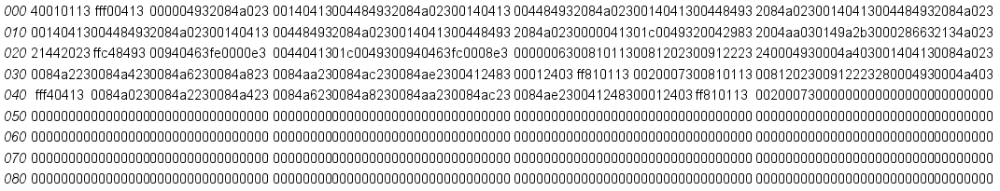 000 40010113 fff00413 000004932084a023 00140413004484932084a02300140413 004484932084a0230014041300448493 2084a02300140413004484932084a023
010 00140413004484932084a02300140413 004484932084a0230014041300448493 2084a0230000041301c0049320042983 2004aa030149a2b3000286632134a023
020 21442023 ffc48493 00940463fe0000e3 0044041301c0049300940463fc0008e3 00000063008101130081202300912223 240004930004a403001404130084a023
030 0084a2230084a4230084a6230084a823 0084aa230084ac230084ae2300412483 00012403 ff810113 0020007300810113 0081202300912223280004930004a403
040 fff40413 0084a0230084a2230084a423 0084a6230084a8230084aa230084ac23 0084ae230041248300012403 ff810113 00200073000000000000000000000000
050 00000000000000000000000000000000 00000000000000000000000000000000 00000000000000000000000000000000 00000000000000000000000000000000
060 00000000000000000000000000000000 00000000000000000000000000000000 00000000000000000000000000000000 00000000000000000000000000000000
070 00000000000000000000000000000000 00000000000000000000000000000000 00000000000000000000000000000000 00000000000000000000000000000000
080 00000000000000000000000000000000 00000000000000000000000000000000 00000000000000000000000000000000 00000000000000000000000000000000